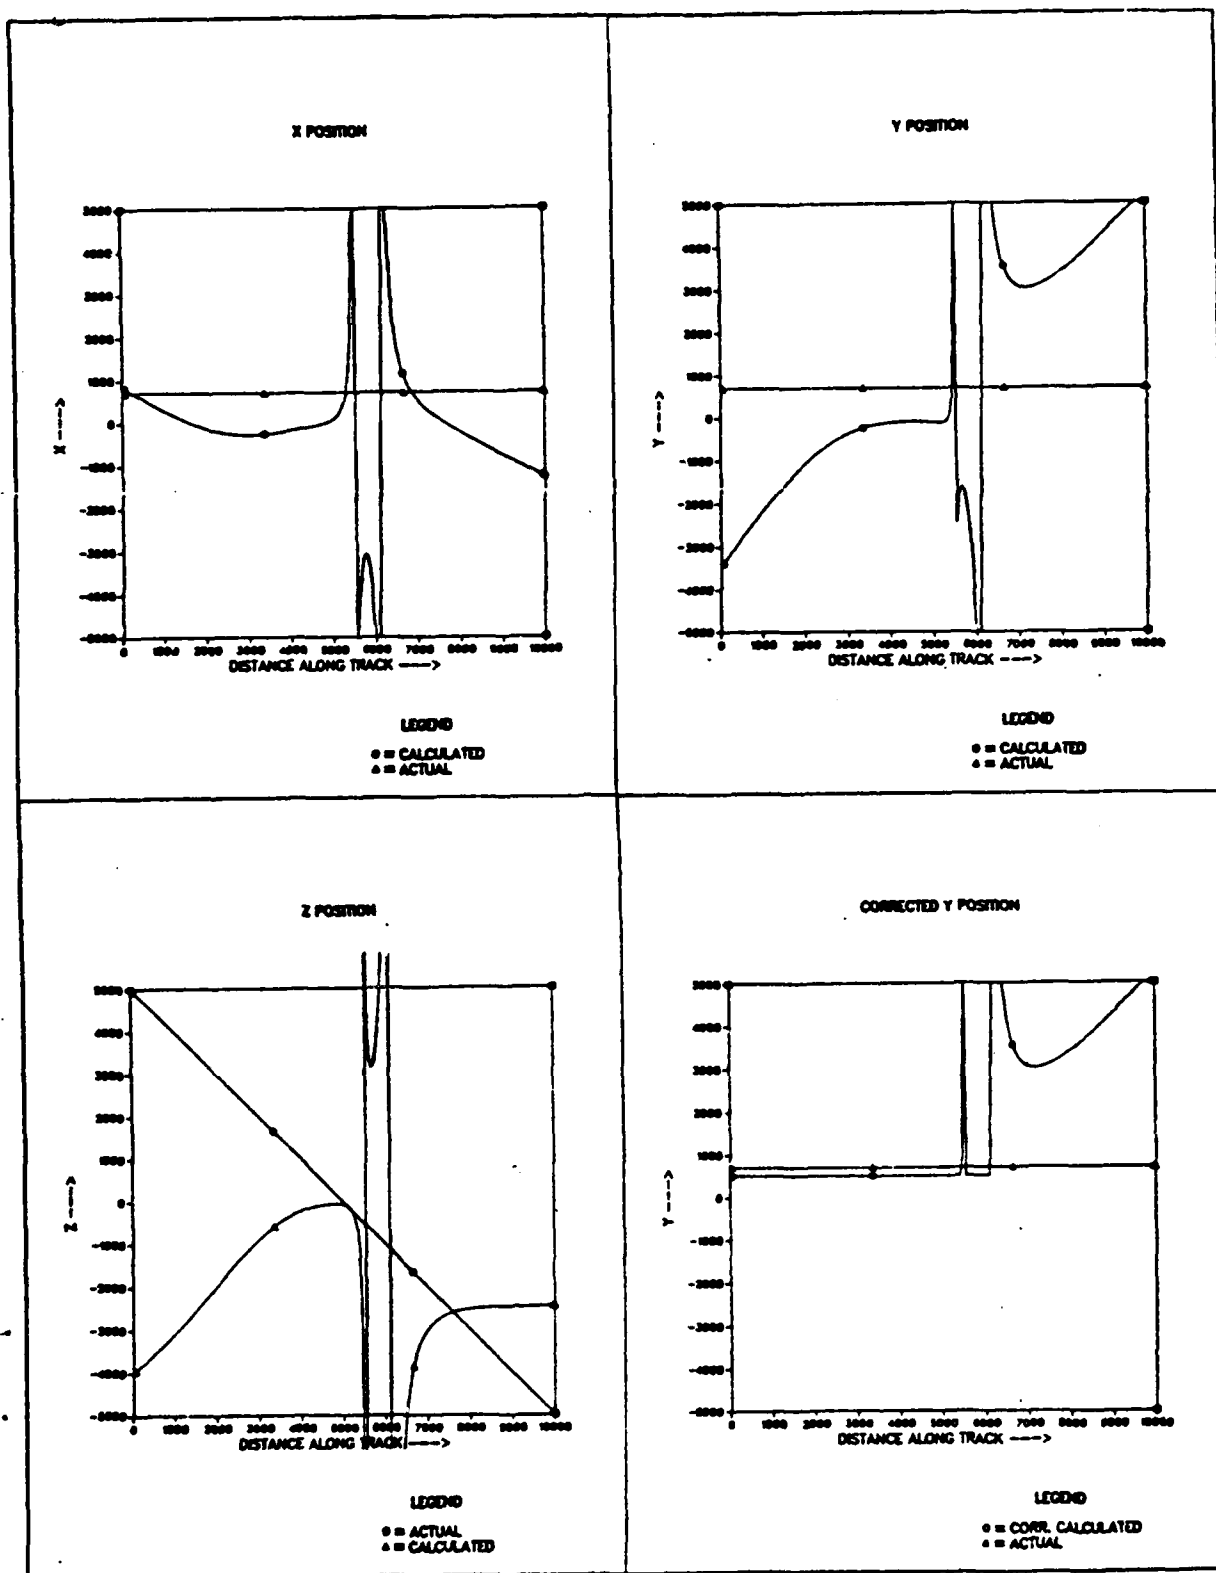 X POSITION
5000
4000
3000
2000
1000
0
-1000
-2000
-3000
-4000
-5000
X ---->
0 1000 2000 3000 4000 5000 6000 7000 8000 9000 10000
DISTANCE ALONG TRACK ---->
LEGEND
o = CALCULATED
▵ = ACTUAL
Y POSITION
5000
4000
3000
2000
1000
0
-1000
-2000
-3000
-4000
-5000
Y ---->
0 1000 2000 3000 4000 5000 6000 7000 8000 9000 10000
DISTANCE ALONG TRACK ---->
LEGEND
o = CALCULATED
▵ = ACTUAL
Z POSITION
5000
4000
3000
2000
1000
0
-1000
-2000
-3000
-4000
-5000
Z ---->
0 1000 2000 3000 4000 5000 6000 7000 8000 9000 10000
DISTANCE ALONG TRACK ---->
LEGEND
o = ACTUAL
▵ = CALCULATED
CORRECTED Y POSITION
5000
4000
3000
2000
1000
0
-1000
-2000
-3000
-4000
-5000
Y ---->
0 1000 2000 3000 4000 5000 6000 7000 8000 9000 10000
DISTANCE ALONG TRACK ---->
LEGEND
o = CORR. CALCULATED
▵ = ACTUAL